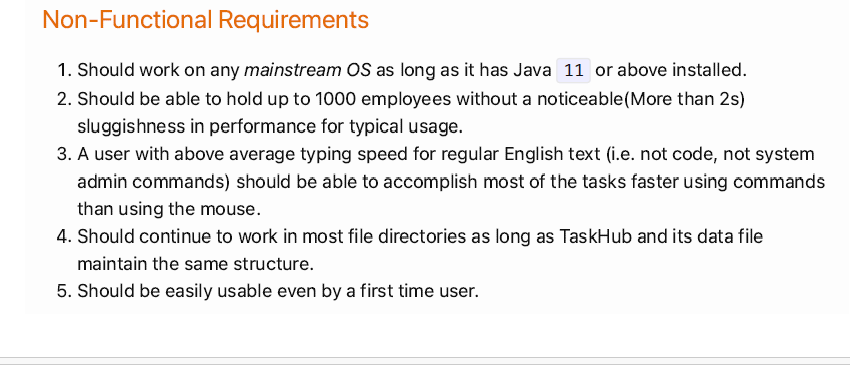 Non-Functional Requirements
1. Should work on any mainstream OS as long as it has Java 11 or above installed.
2. Should be able to hold up to 1000 employees without a noticeable(More than 2s)
sluggishness in performance for typical usage.
3. A user with above average typing speed for regular English text (i.e. not code, not system
admin commands) should be able to accomplish most of the tasks faster using commands
than using the mouse.
4. Should continue to work in most file directories as long as TaskHub and its data file
maintain the same structure.
5. Should be easily usable even by a first time user.